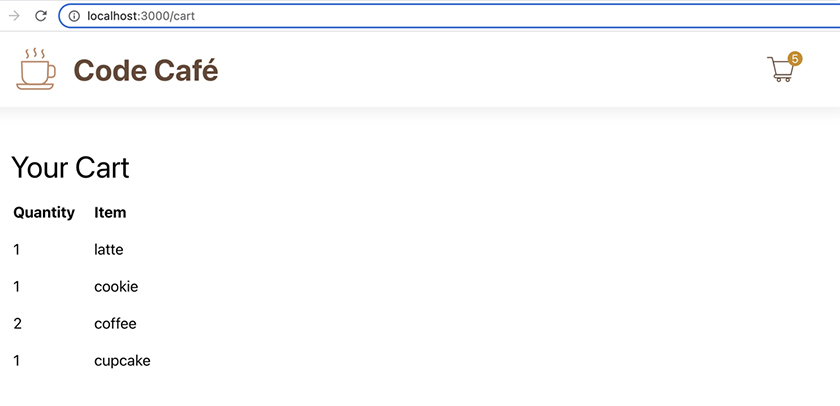 localhost:3000/cart
Code Café
5
Your Cart
Quantity Item
1 latte
1 cookie
2 coffee
1 cupcake